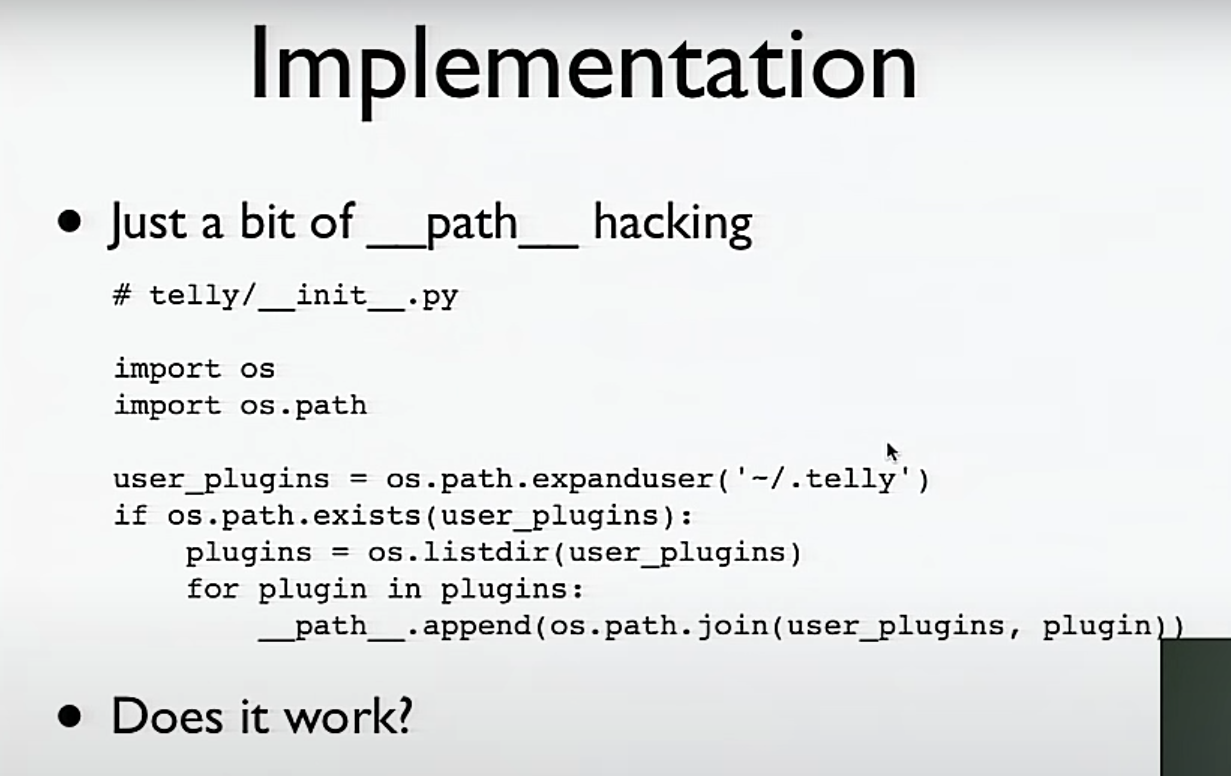 Implementation
• Just a bit of __path__ hacking
# telly/__init__.py
import os
import os.path
user_plugins = os.path.expanduser('~/.telly')
if os.path.exists(user_plugins):
    plugins = os.listdir(user_plugins)
    for plugin in plugins:
        __path__.append(os.path.join(user_plugins, plugin))
• Does it work?